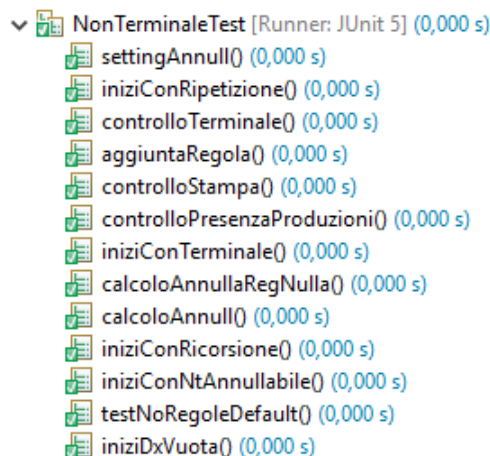 NonTerminaleTest [Runner: JUnit 5] (0,000 s)
settingAnnull() (0,000 s)
iniziConRipetizione() (0,000 s)
controlloTerminale() (0,000 s)
aggiuntaRegola() (0,000 s)
controlloStampa() (0,000 s)
controlloPresenzaProduzioni() (0,000 s)
iniziConTerminale() (0,000 s)
calcoloAnnullaRegNulla() (0,000 s)
calcoloAnnull() (0,000 s)
iniziConRicorsione() (0,000 s)
iniziConNtAnnullabile() (0,000 s)
testNoRegoleDefault() (0,000 s)
iniziDxVuota() (0,000 s)